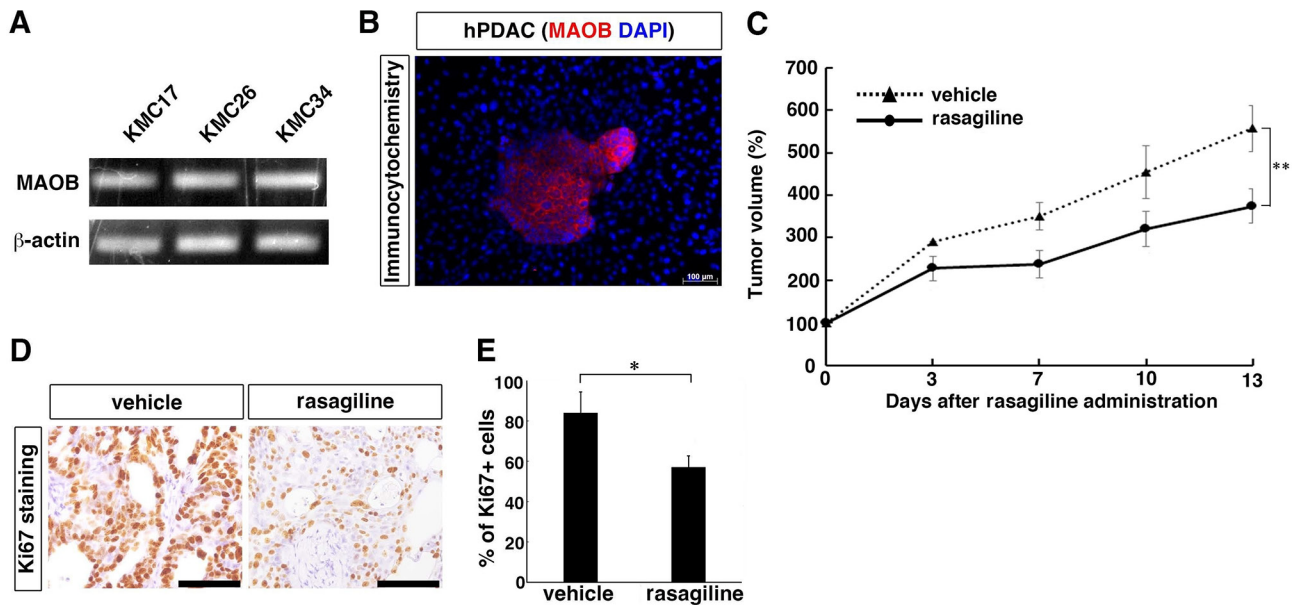 A
KMC17
KMC26
KMC34
MAOB
β-actin
B
hPDAC (MAOB DAPI)
Immunocytochemistry
100 μm
C
Tumor volume (%)
700
600
500
400
300
200
100
0
vehicle
rasagiline
**
0 3 7 10 13
Days after rasagiline administration
D
vehicle
rasagiline
Ki67 staining
E
% of Ki67+ cells
100
80
60
40
20
0
*
vehicle
rasagiline